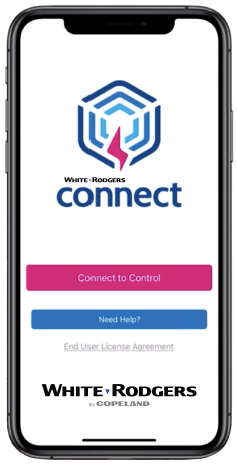 WHITE·RODGERS
connect
Connect to Control
Need Help?
End User License Agreement
WHITE·RODGERS
BY COPELAND